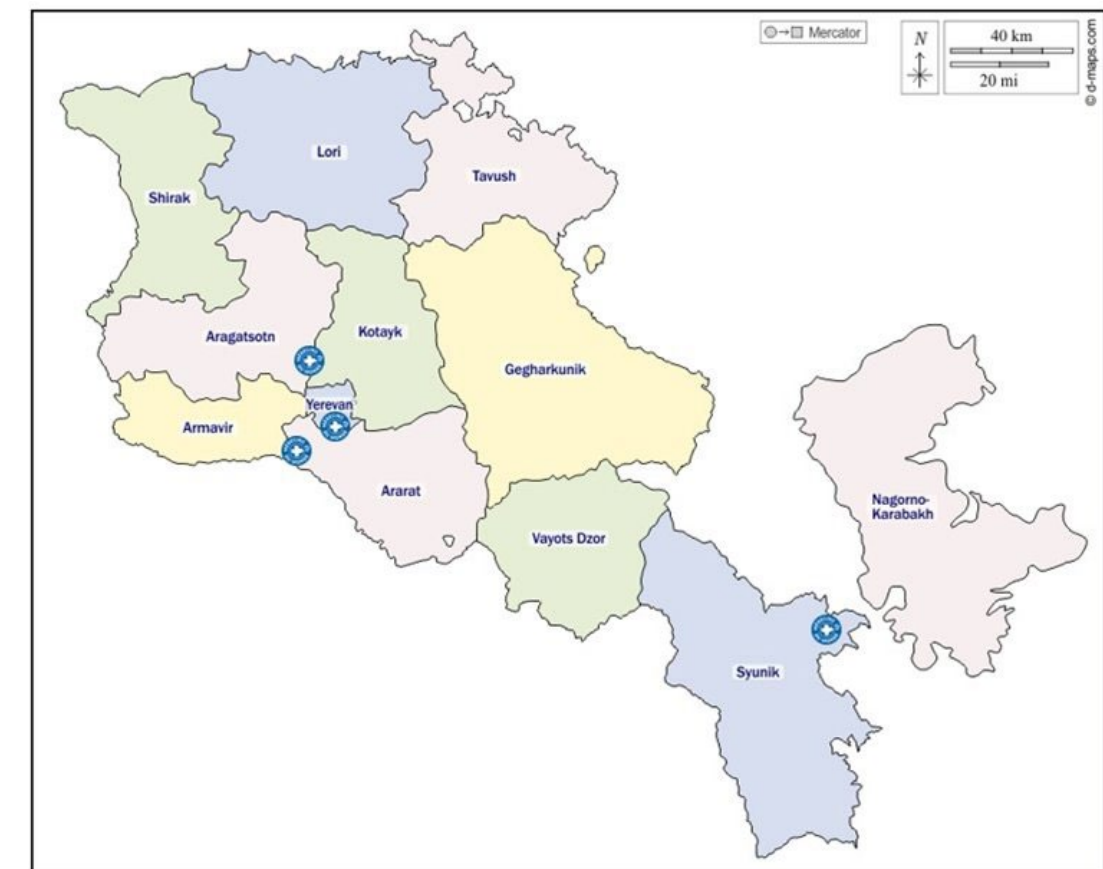 Mercator
N
40 km
20 mi
© d-maps.com
Lori
Tavush
Shirak
Aragatsotn
Kotayk
Gegharkunik
Yerevan
Armavir
Ararat
Nagorno-
Karabakh
Vayots Dzor
Syunik